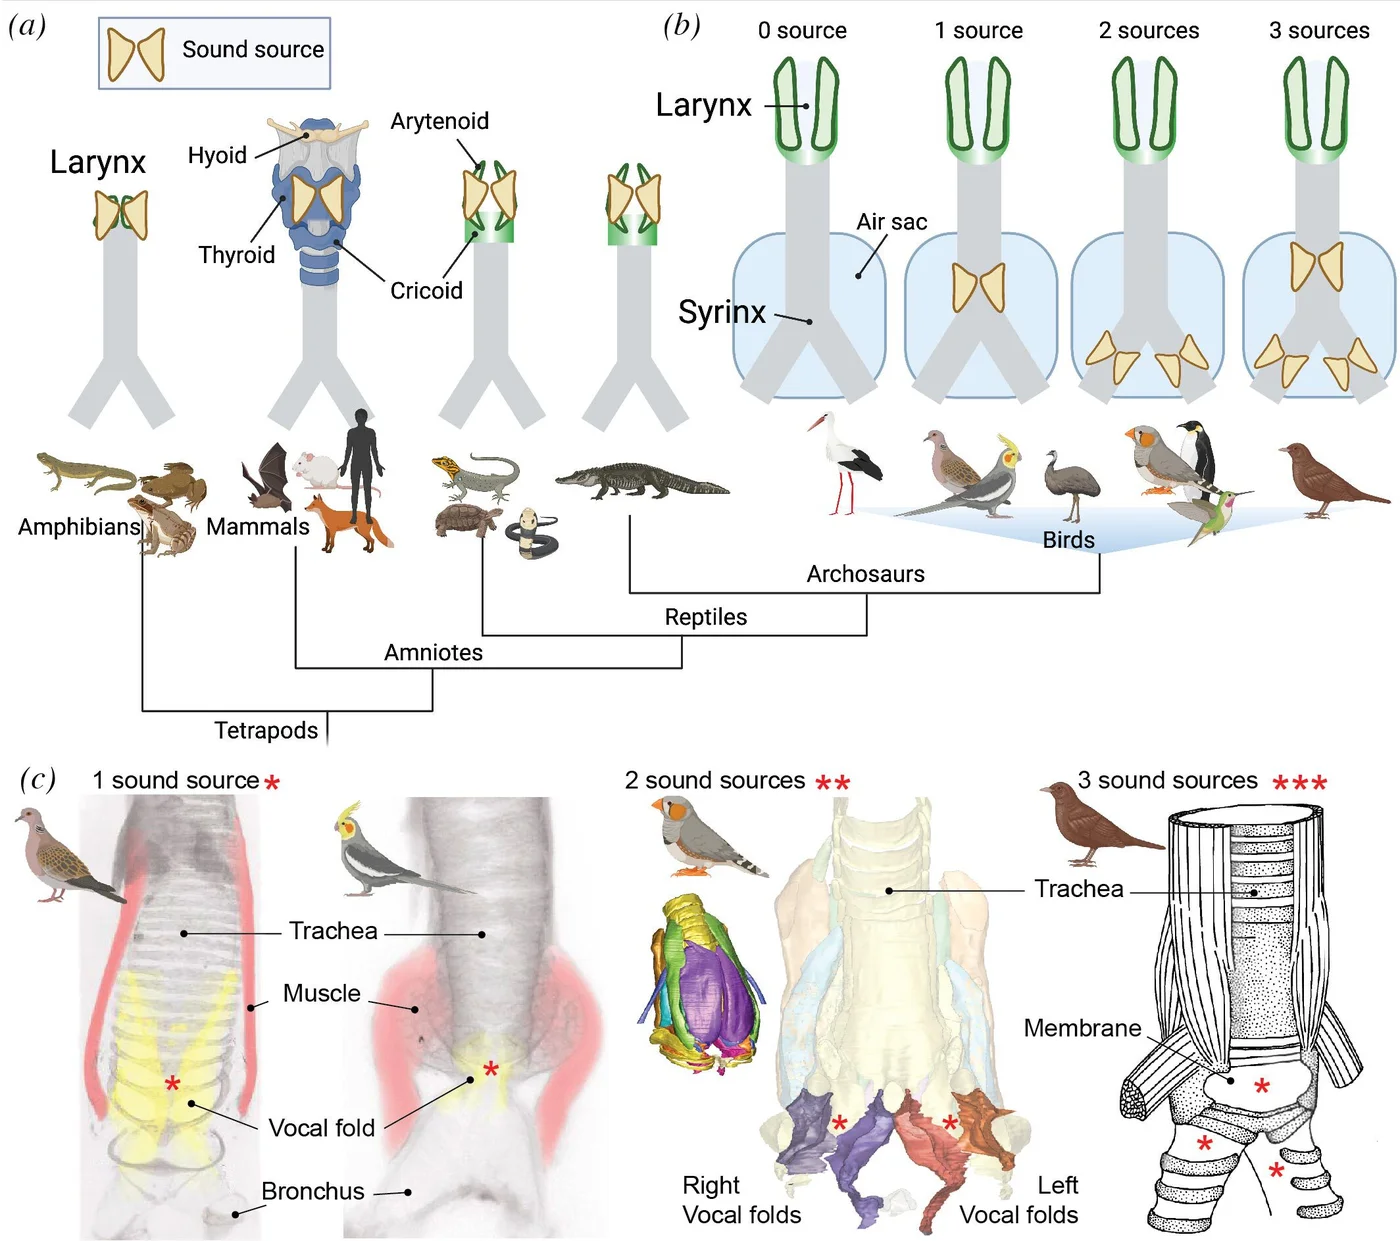 (a)
Sound source
Larynx
Hyoid
Thyroid
Arytenoid
Cricoid
Amphibians
Mammals
(b)
0 source
1 source
2 sources
3 sources
Larynx
Air sac
Syrinx
Birds
Archosaurs
Reptiles
Amniotes
Tetrapods
(c)
1 sound source *
Trachea
Muscle
Vocal fold
Bronchus
*
*
2 sound sources **
Trachea
*
*
Right
Vocal folds
Left
Vocal folds
3 sound sources ***
Membrane
*
*
*